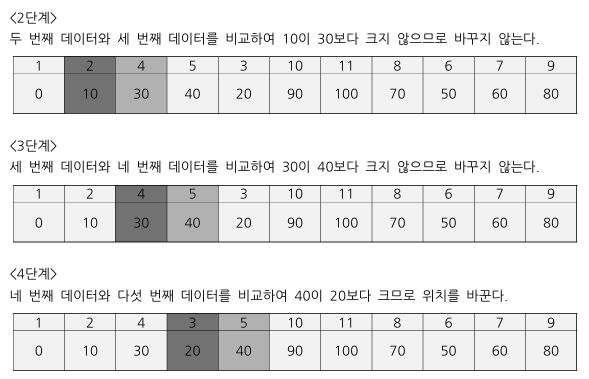 <2단계>
두 번째 데이터와 세 번째 데이터를 비교하여 10이 30보다 크지 않으므로 바꾸지 않는다.
1 2 4 5 3 10 11 8 6 7 9
0 10 30 40 20 90 100 70 50 60 80
<3단계>
세 번째 데이터와 네 번째 데이터를 비교하여 30이 40보다 크지 않으므로 바꾸지 않는다.
1 2 4 5 3 10 11 8 6 7 9
0 10 30 40 20 90 100 70 50 60 80
<4단계>
네 번째 데이터와 다섯 번째 데이터를 비교하여 40이 20보다 크므로 위치를 바꾼다.
1 2 4 3 5 10 11 8 6 7 9
0 10 30 20 40 90 100 70 50 60 80